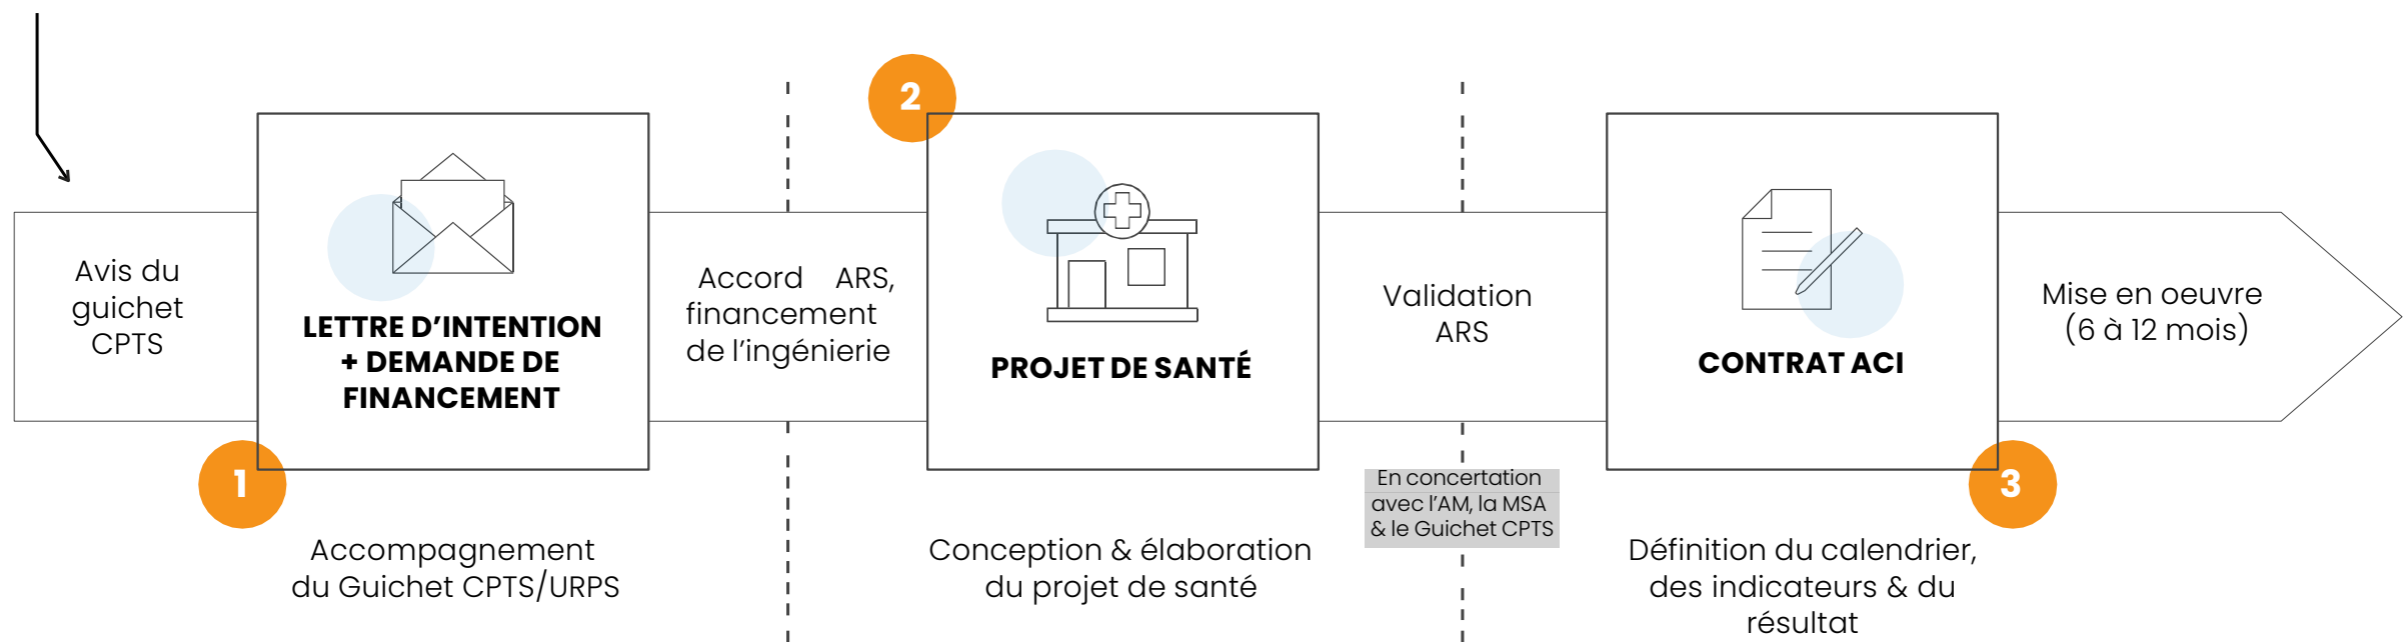 Avis du
guichet
CPTS
1
LETTRE D’INTENTION
+ DEMANDE DE
FINANCEMENT
Accompagnement
du Guichet CPTS/URPS
Accord ARS,
financement
de l’ingénierie
2
PROJET DE SANTÉ
Conception & élaboration
du projet de santé
Validation
ARS
En concertation
avec l’AM, la MSA
& le Guichet CPTS
CONTRAT ACI
3
Définition du calendrier,
des indicateurs & du
résultat
Mise en oeuvre
(6 à 12 mois)